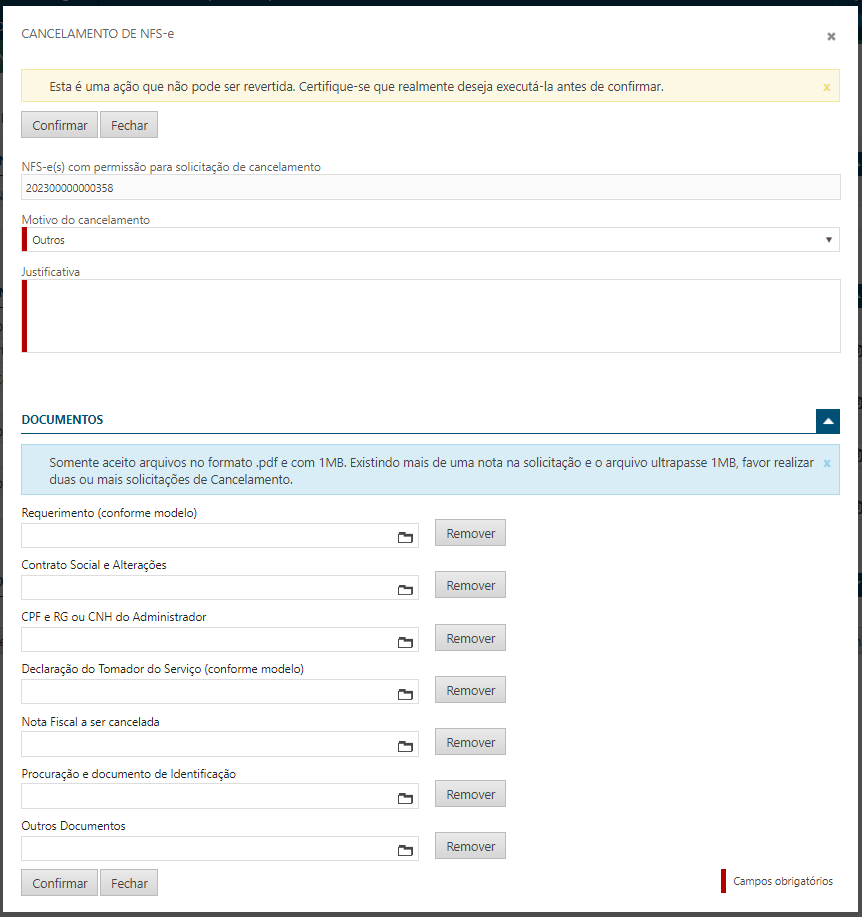 CANCELAMENTO DE NFS-e
Esta é uma ação que não pode ser revertida. Certifique-se que realmente deseja executá-la antes de confirmar.
x
Confirmar
Fechar
NFS-e(s) com permissão para solicitação de cancelamento
202300000000358
Motivo do cancelamento
Outros
Justificativa
DOCUMENTOS
Somente aceito arquivos no formato .pdf e com 1MB. Existindo mais de uma nota na solicitação e o arquivo ultrapasse 1MB, favor realizar
x
duas ou mais solicitações de Cancelamento.
Requerimento (conforme modelo)
Remover
Contrato Social e Alterações
Remover
CPF e RG ou CNH do Administrador
Remover
Declaração do Tomador do Serviço (conforme modelo)
Remover
Nota Fiscal a ser cancelada
Remover
Procuração e documento de Identificação
Remover
Outros Documentos
Remover
Confirmar
Fechar
Campos obrigatórios